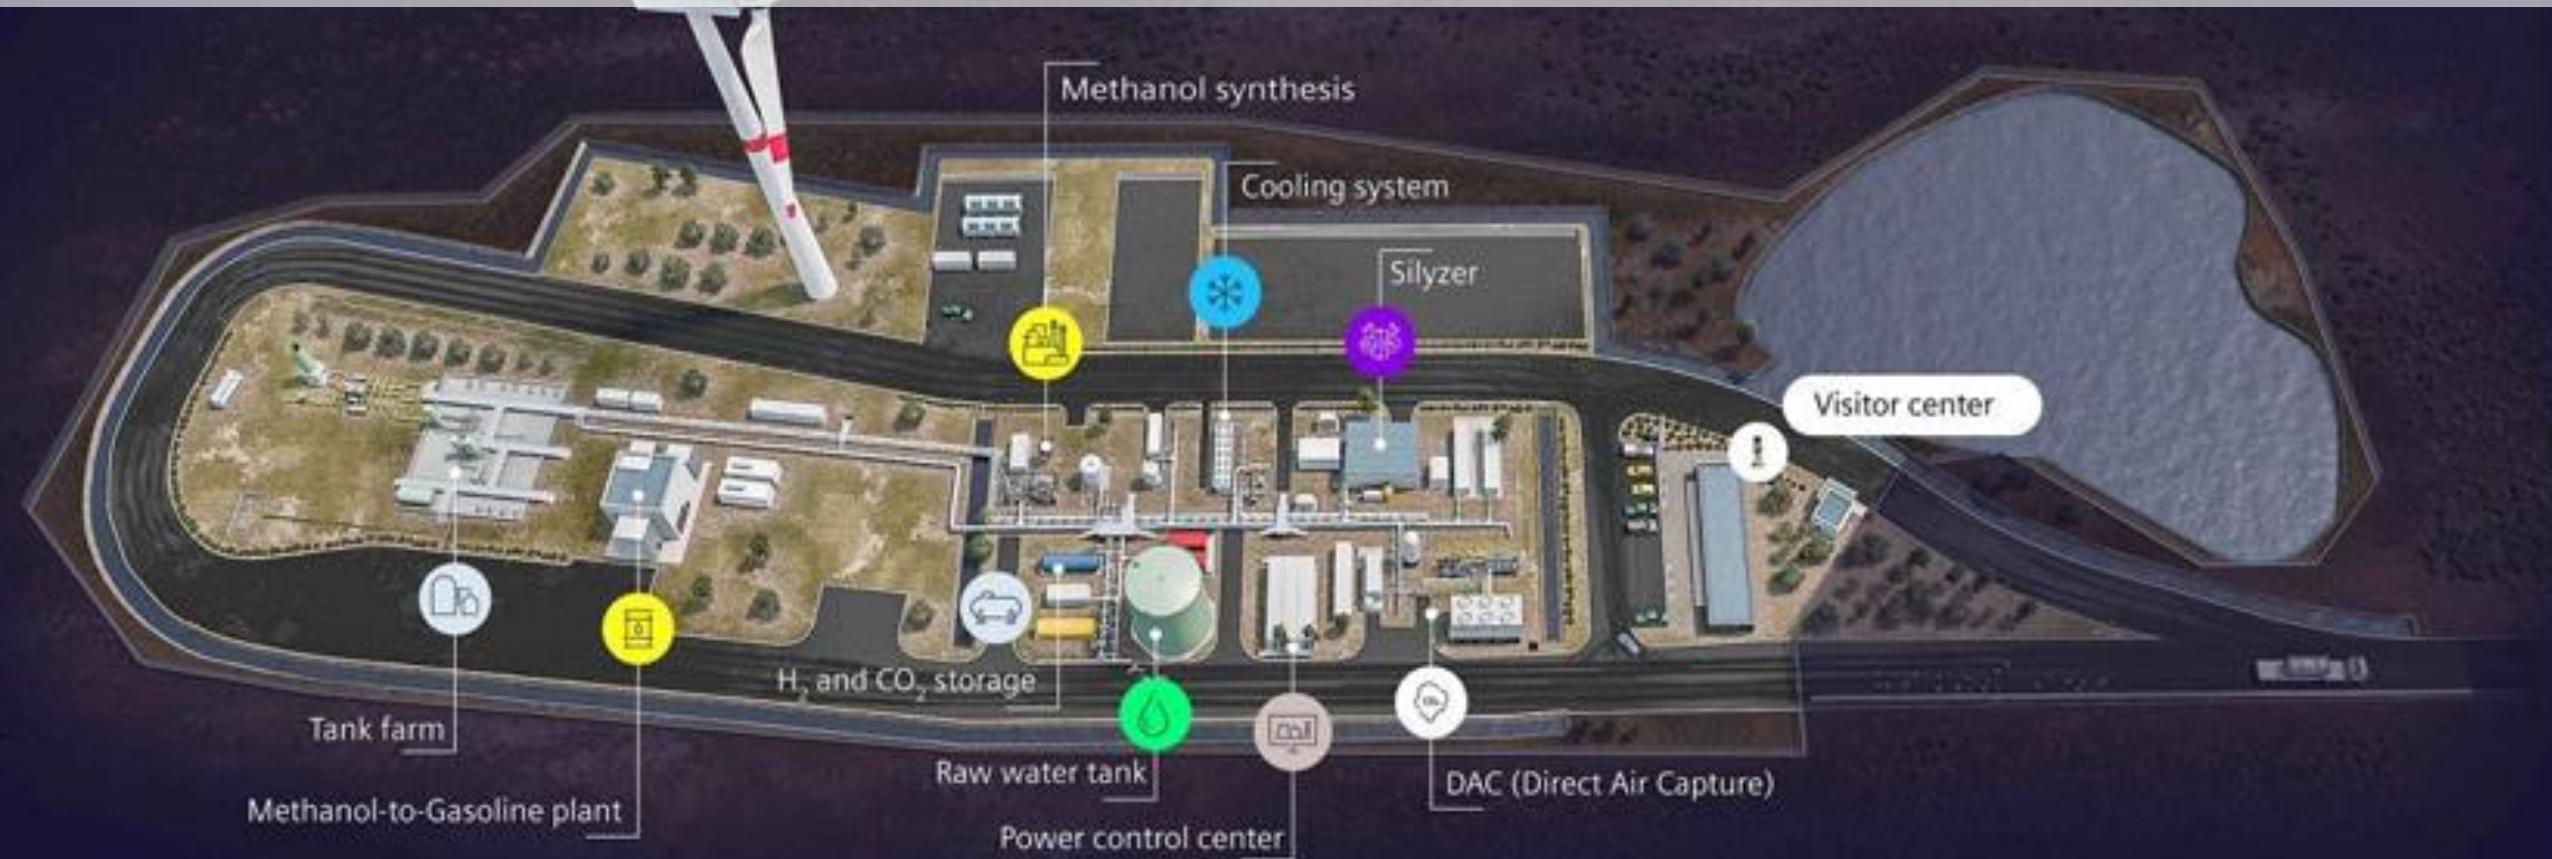 Methanol synthesis
Cooling system
Silyzer
Visitor center
H₂ and CO₂ storage
Tank farm
Raw water tank
DAC (Direct Air Capture)
Methanol-to-Gasoline plant
Power control center